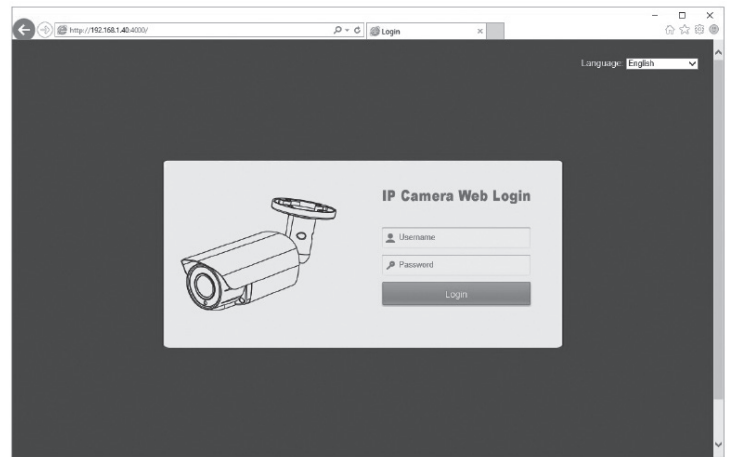 http://192.168.1.40:4000/
Login
Language: English
IP Camera Web Login
Username
Password
Login